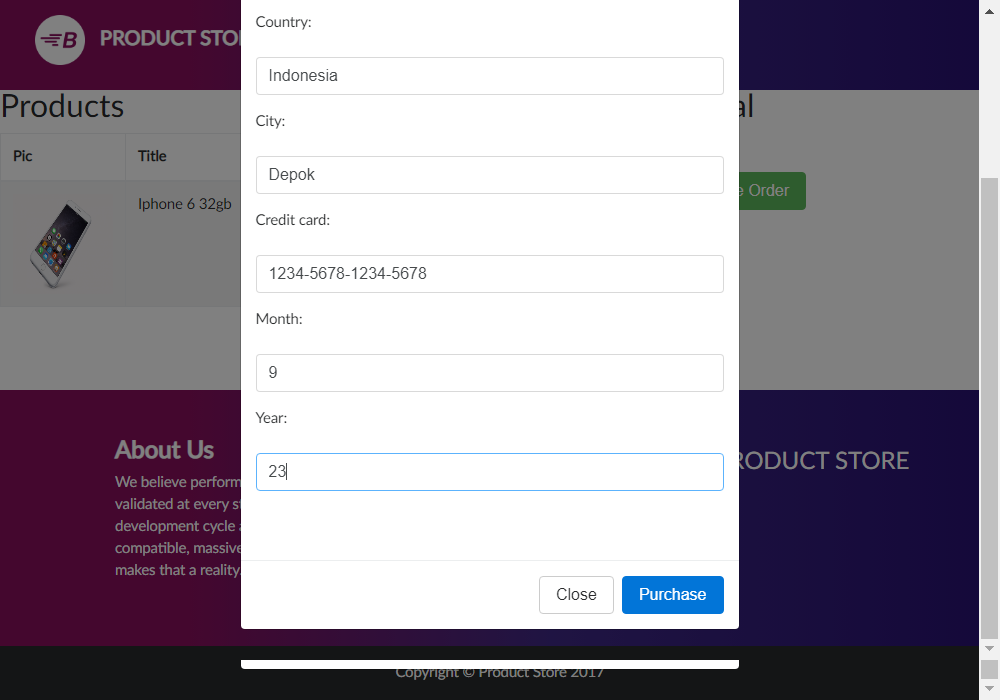 B PRODUCT STO
Products
Pic Title
Iphone 6 32gb
al
e Order
Country:
Indonesia
City:
Depok
Credit card:
1234-5678-1234-5678
Month:
9
Year:
23
Close Purchase
About Us
We believe perform
validated at every s
development cycle
compatible, massive
makes that a reality.
RODUCT STORE
Copyright © Product Store 2017